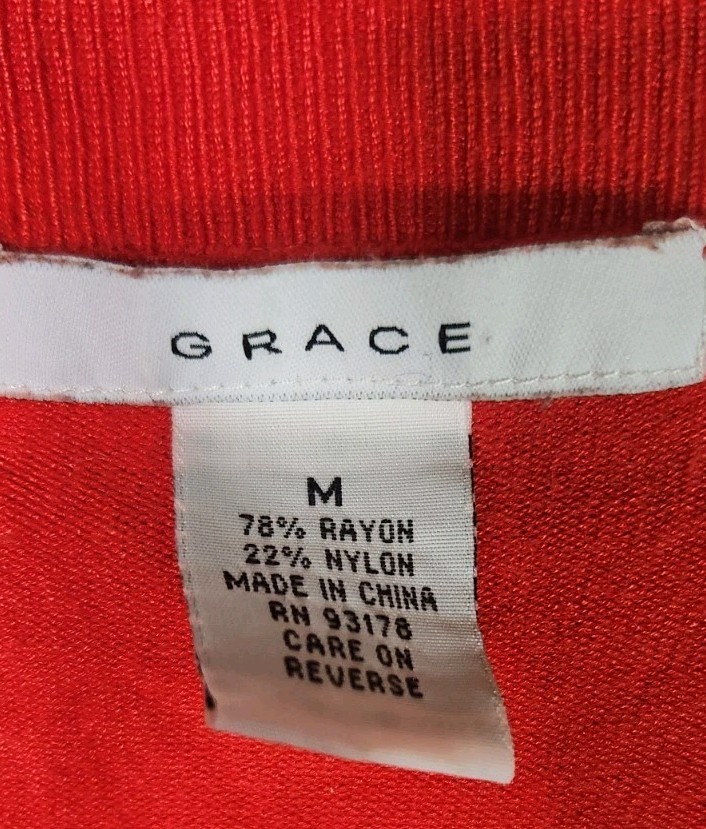 GRACE
M
78% RAYON
22% NYLON
MADE IN CHINA
RN 93178
CARE ON
REVERSE